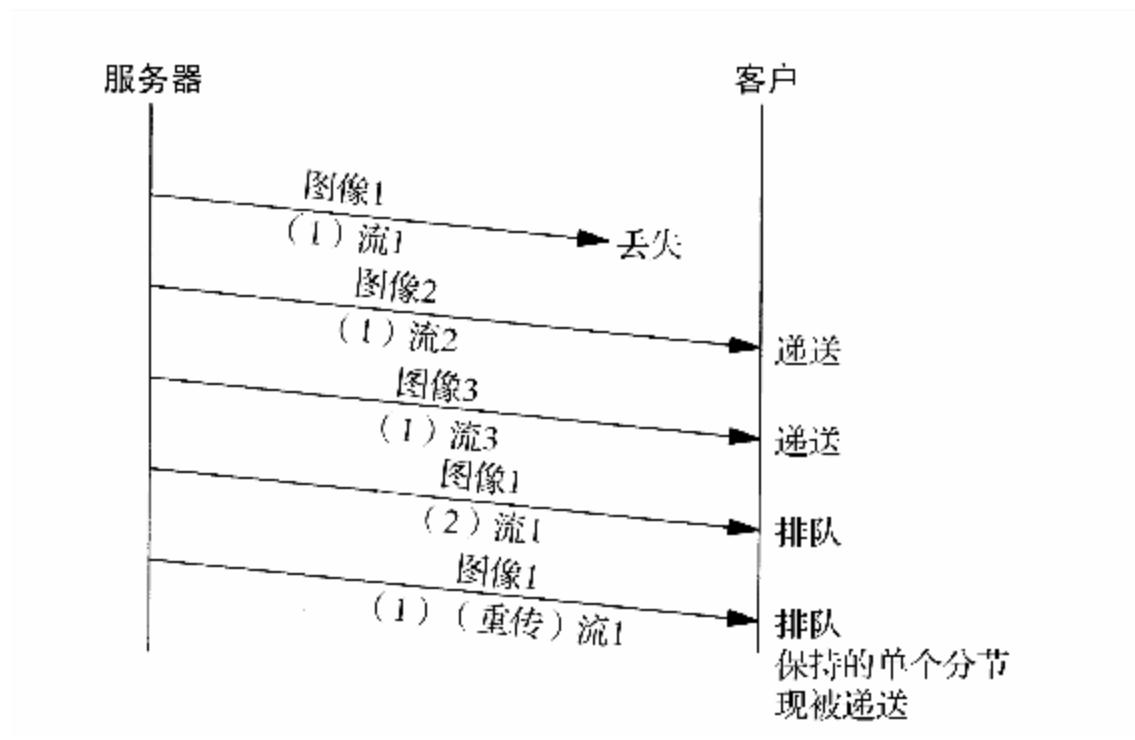 服务器
客户
图像1
(1)流1
丢失
图像2
(1)流2
递送
图像3
(1)流3
递送
图像1
(2)流1
排队
图像1
(1)(重传)流1
排队
保持的单个分节
现被递送